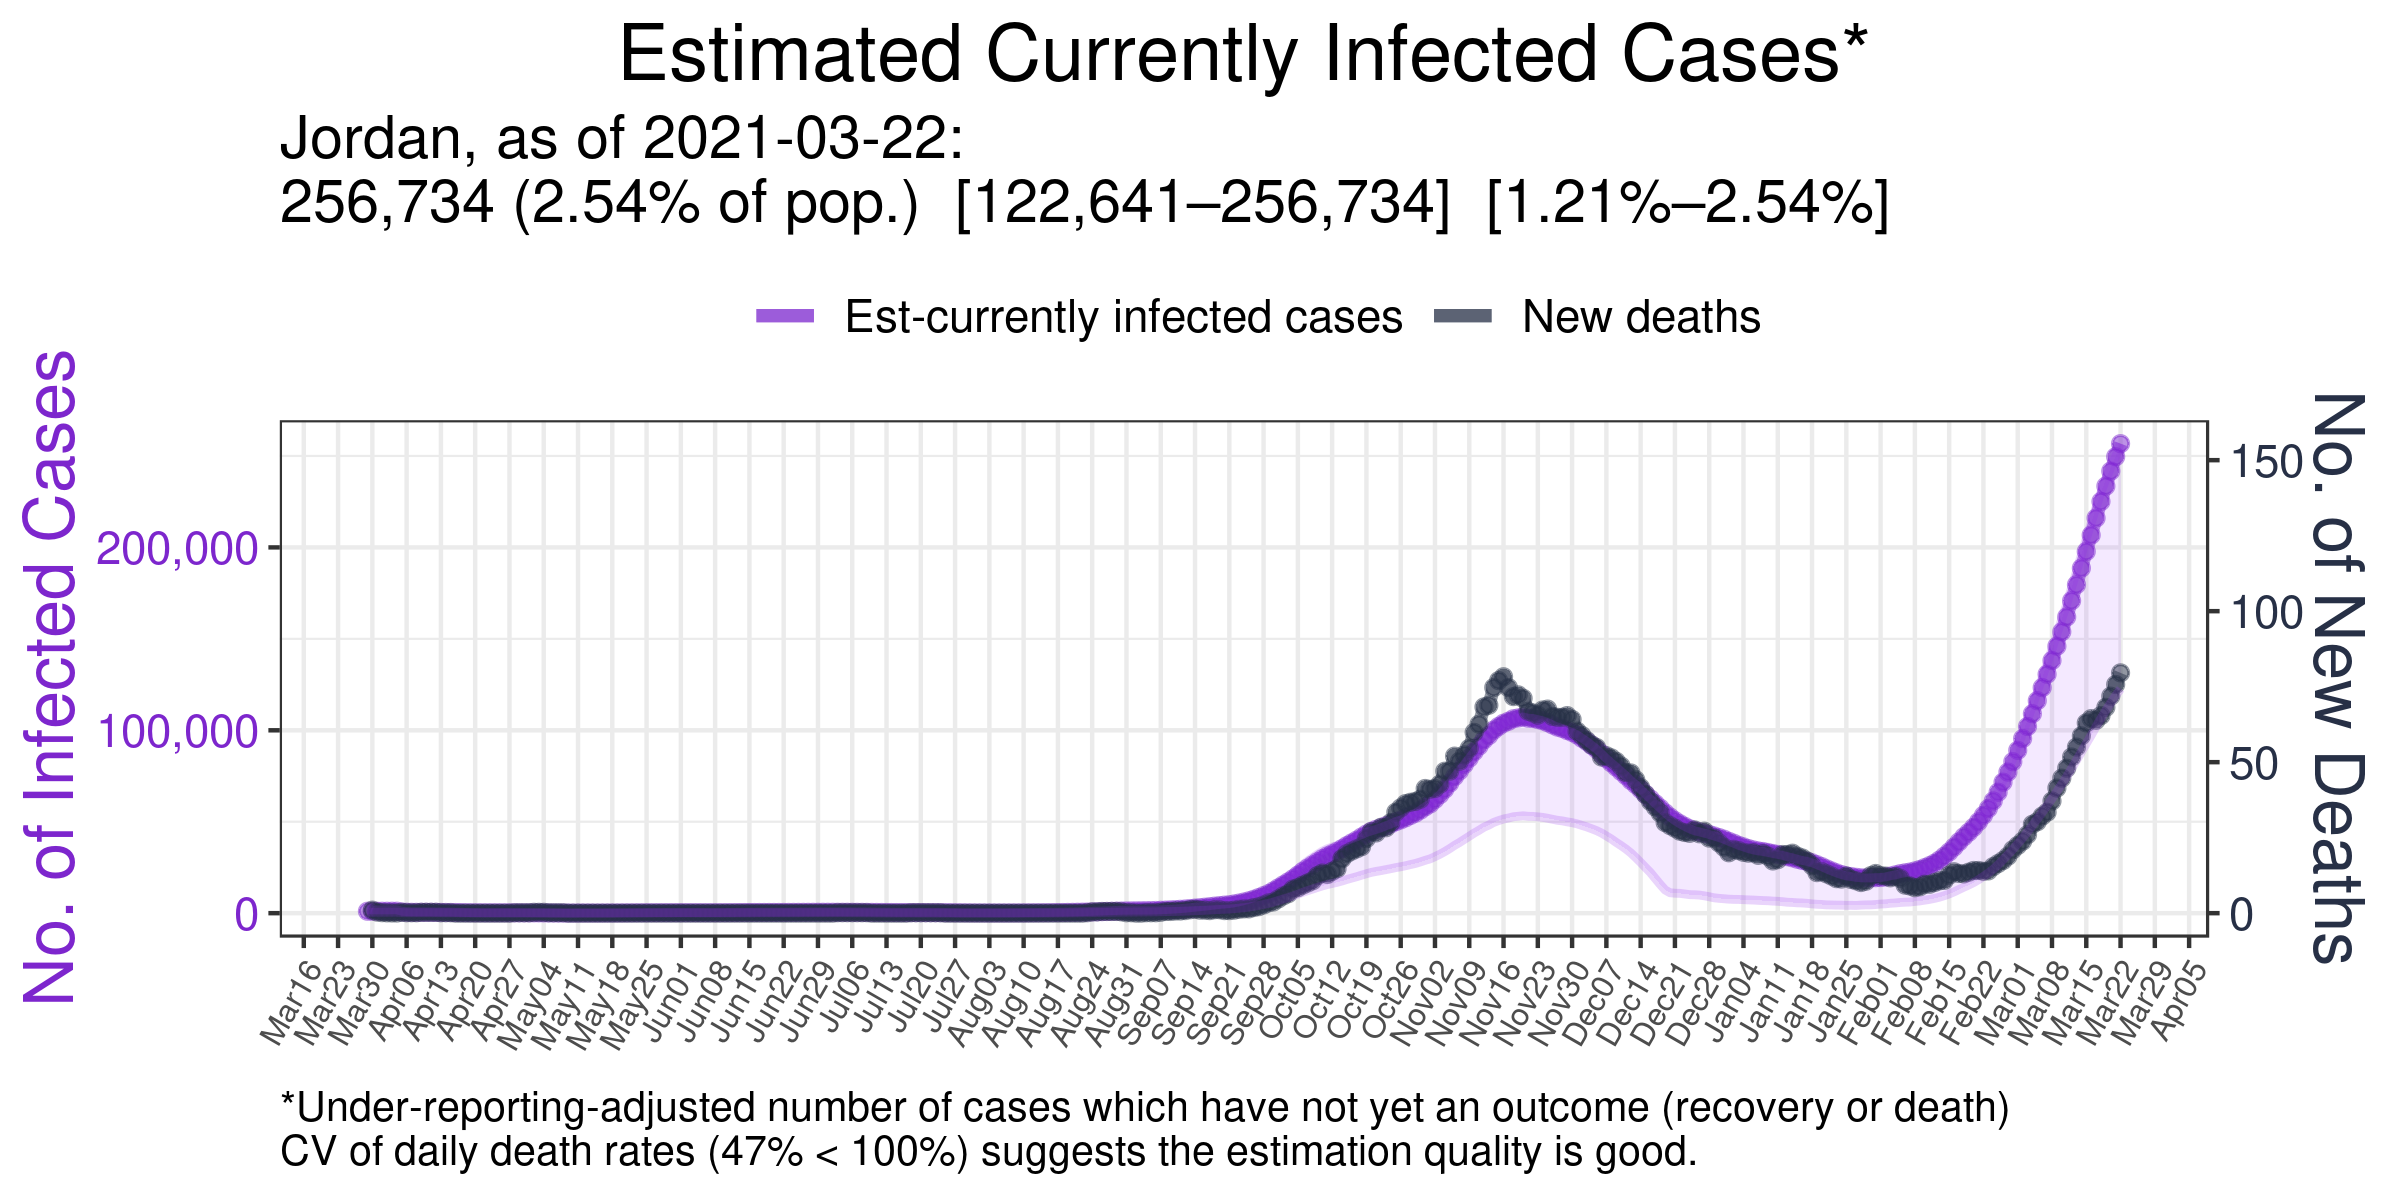 Estimated Currently Infected Cases*
Jordan, as of 2021-03-22:
256,734 (2.54% of pop.)  [122,641–256,734]  [1.21%–2.54%]
Est-currently infected cases
New deaths
No. of Infected Cases
200,000
100,000
0
150
100
50
0
No. of New Deaths
Mar16
Mar23
Mar30
Apr06
Apr13
Apr20
Apr27
May04
May11
May18
May25
Jun01
Jun08
Jun15
Jun22
Jun29
Jul06
Jul13
Jul20
Jul27
Aug03
Aug10
Aug17
Aug24
Aug31
Sep07
Sep14
Sep21
Sep28
Oct05
Oct12
Oct19
Oct26
Nov02
Nov09
Nov16
Nov23
Nov30
Dec07
Dec14
Dec21
Dec28
Jan04
Jan11
Jan18
Jan25
Feb01
Feb08
Feb15
Feb22
Mar01
Mar08
Mar15
Mar22
Mar29
Apr05
*Under-reporting-adjusted number of cases which have not yet an outcome (recovery or death)
CV of daily death rates (47% < 100%) suggests the estimation quality is good.